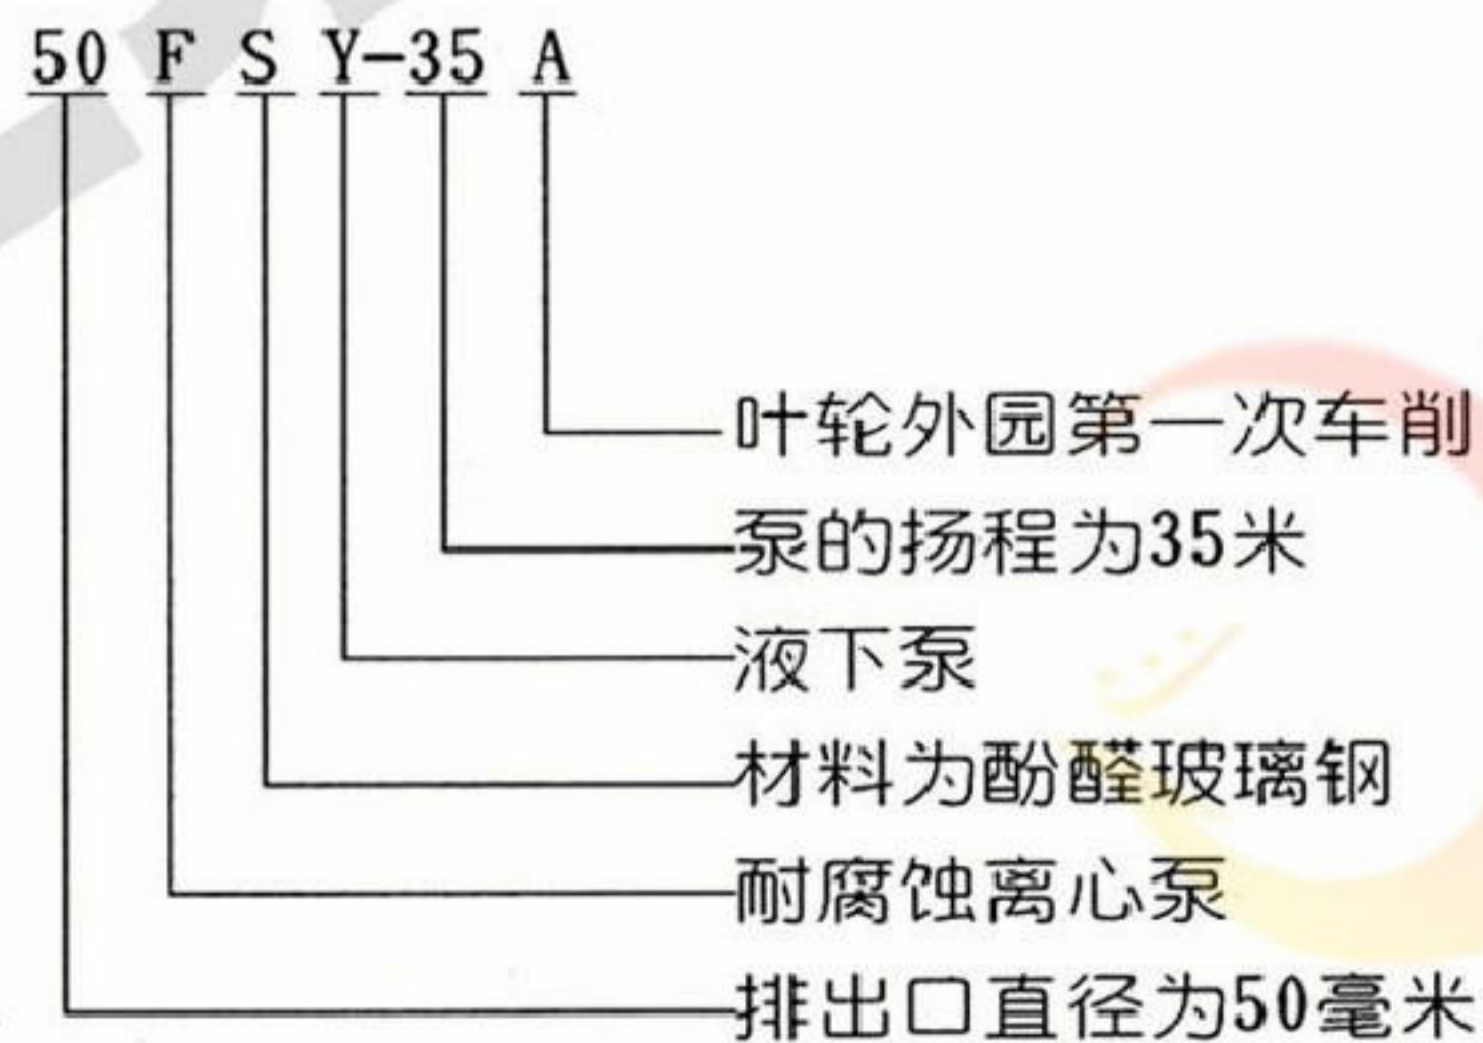 50 F S Y-35 A
叶轮外园第一次车削
泵的扬程为35米
液下泵
材料为酚醛玻璃钢
耐腐蚀离心泵
排出口直径为50毫米